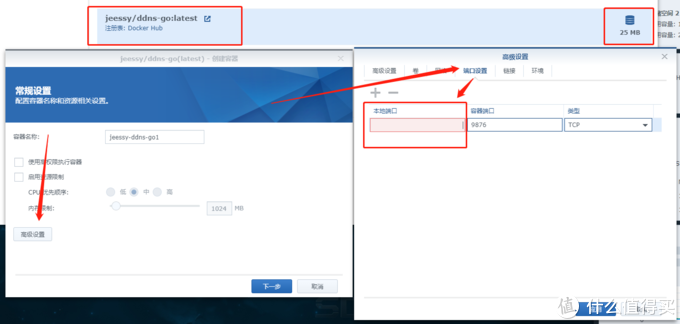 jeessy/ddns-go:latest
注册表: Docker Hub
25 MB
jeessy/ddns-go(latest) - 创建容器
常规设置
配置容器名称和资源相关设置。
容器名称:
jeessy-ddns-go1
使用高权限执行容器
启用资源限制
CPU 优先顺序:
低
中
高
内存限制:
1024
MB
高级设置
下一步
取消
高级设置
高级设置
卷
端口设置
链接
环境
本地端口
容器端口
类型
9876
TCP
值 什么值得买